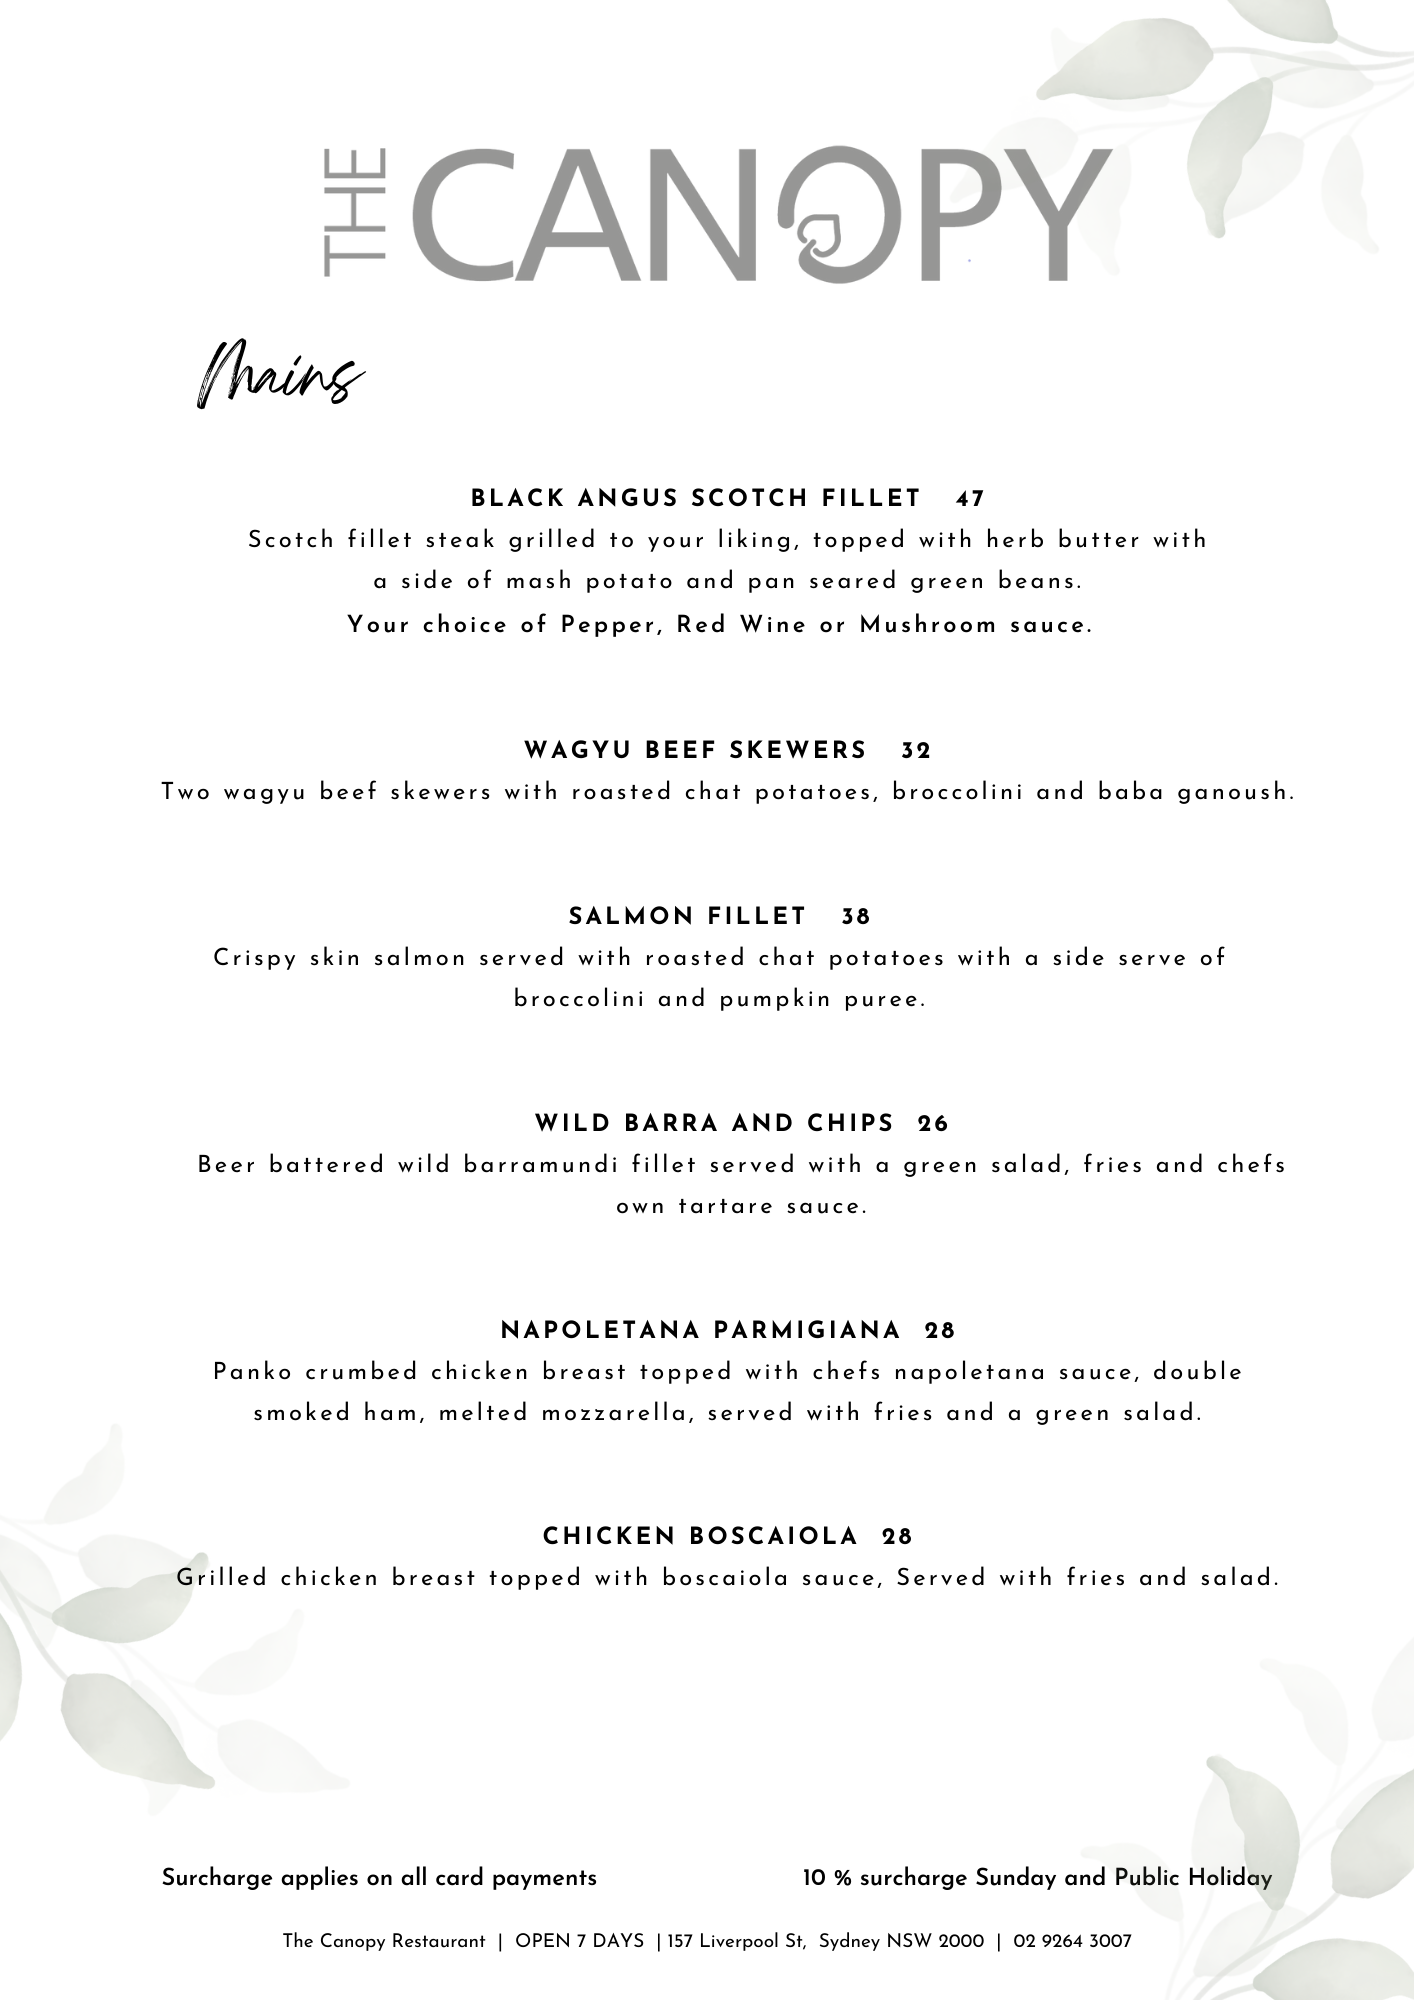 THE CANOPY
Mains
BLACK ANGUS SCOTCH FILLET 47
Scotch fillet steak grilled to your liking, topped with herb butter with
a side of mash potato and pan seared green beans.
Your choice of Pepper, Red Wine or Mushroom sauce.
WAGYU BEEF SKEWERS 32
Two wagyu beef skewers with roasted chat potatoes, broccolini and baba ganoush.
SALMON FILLET 38
Crispy skin salmon served with roasted chat potatoes with a side serve of
broccolini and pumpkin puree.
WILD BARRA AND CHIPS 26
Beer battered wild barramundi fillet served with a green salad, fries and chefs
own tartare sauce.
NAPOLETANA PARMIGIANA 28
Panko crumbed chicken breast topped with chefs napoletana sauce, double
smoked ham, melted mozzarella, served with fries and a green salad.
CHICKEN BOSCAIOLA 28
Grilled chicken breast topped with boscaiola sauce, Served with fries and salad.
Surcharge applies on all card payments
10 % surcharge Sunday and Public Holiday
The Canopy Restaurant | OPEN 7 DAYS | 157 Liverpool St, Sydney NSW 2000 | 02 9264 3007